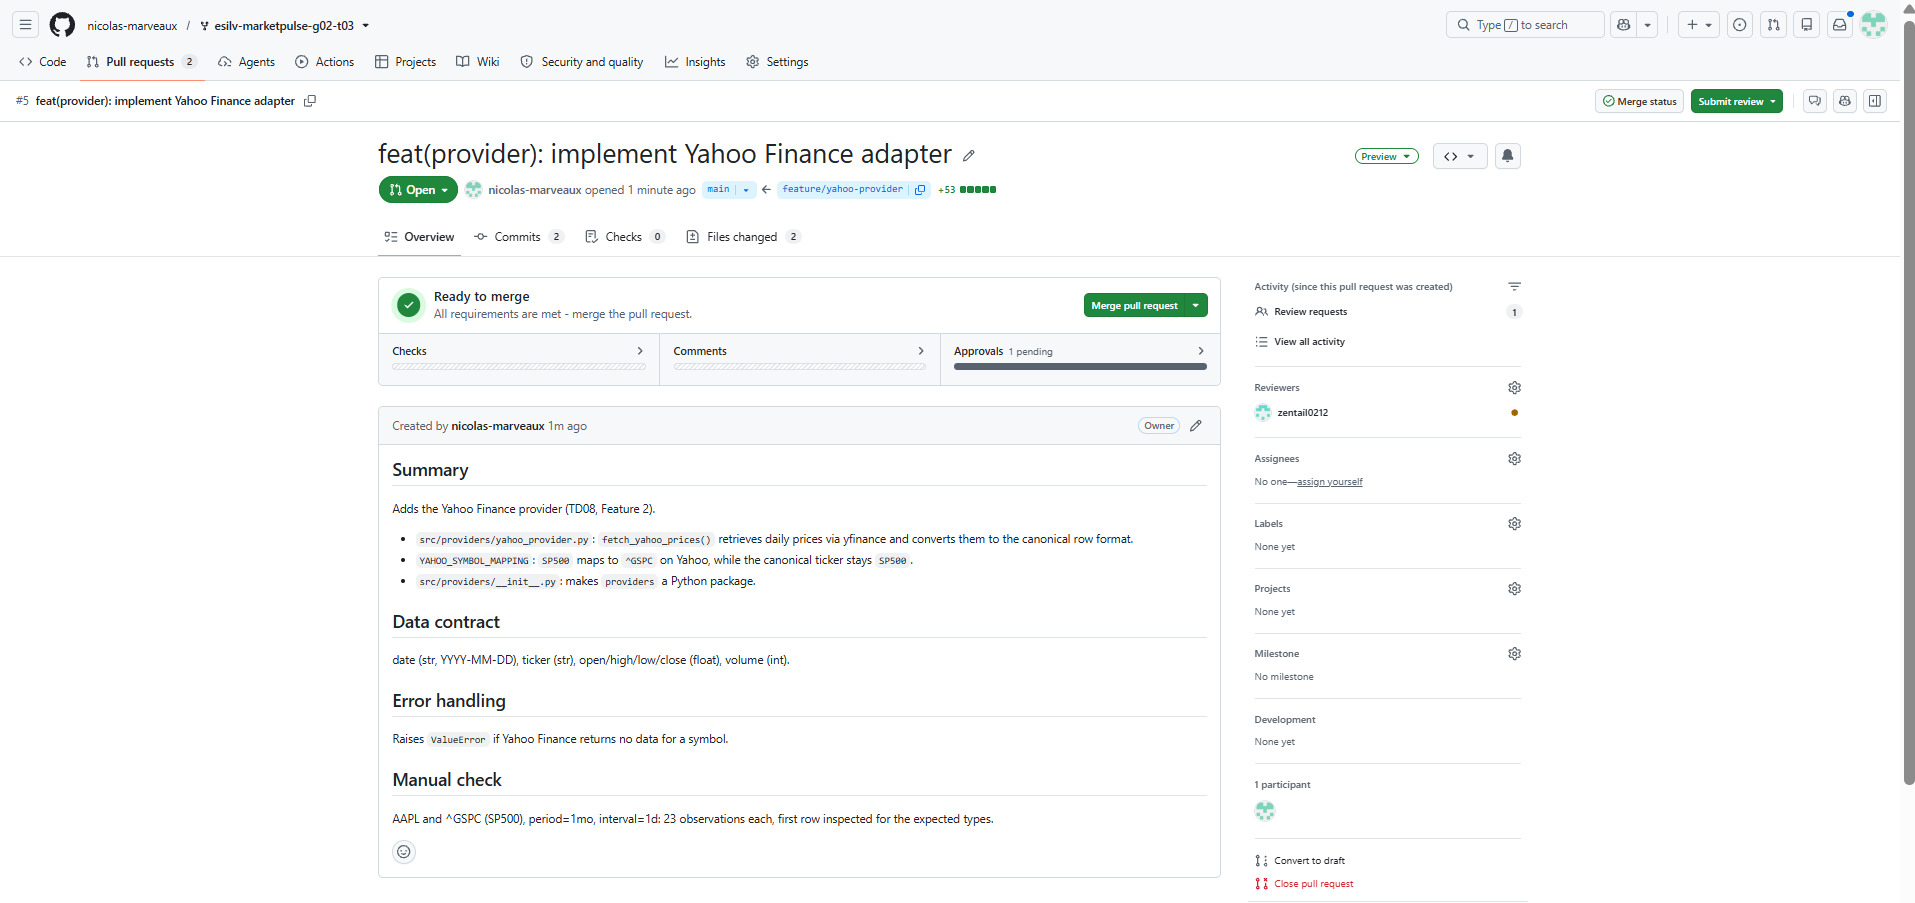 nicolas-marveaux / esilv-marketpulse-g02-t03
Type / to search
Code
Pull requests 2
Agents
Actions
Projects
Wiki
Security and quality
Insights
Settings
#5 feat(provider): implement Yahoo Finance adapter
Merge status
Submit review
feat(provider): implement Yahoo Finance adapter
Preview
Open
nicolas-marveaux opened 1 minute ago
main
feature/yahoo-provider
+53
Overview
Commits 2
Checks 0
Files changed 2
Ready to merge
All requirements are met - merge the pull request.
Merge pull request
Checks
Comments
Approvals 1 pending
Created by nicolas-marveaux 1m ago
Owner
Summary
Adds the Yahoo Finance provider (TD08, Feature 2).
• src/providers/yahoo_provider.py : fetch_yahoo_prices() retrieves daily prices via yfinance and converts them to the canonical row format.
• YAHOO_SYMBOL_MAPPING : SP500 maps to ^GSPC on Yahoo, while the canonical ticker stays SP500 .
• src/providers/__init__.py : makes providers a Python package.
Data contract
date (str, YYYY-MM-DD), ticker (str), open/high/low/close (float), volume (int).
Error handling
Raises ValueError if Yahoo Finance returns no data for a symbol.
Manual check
AAPL and ^GSPC (SP500), period=1mo, interval=1d: 23 observations each, first row inspected for the expected types.
Activity (since this pull request was created)
Review requests 1
View all activity
Reviewers
zentail0212
Assignees
No one—assign yourself
Labels
None yet
Projects
None yet
Milestone
No milestone
Development
None yet
1 participant
Convert to draft
Close pull request